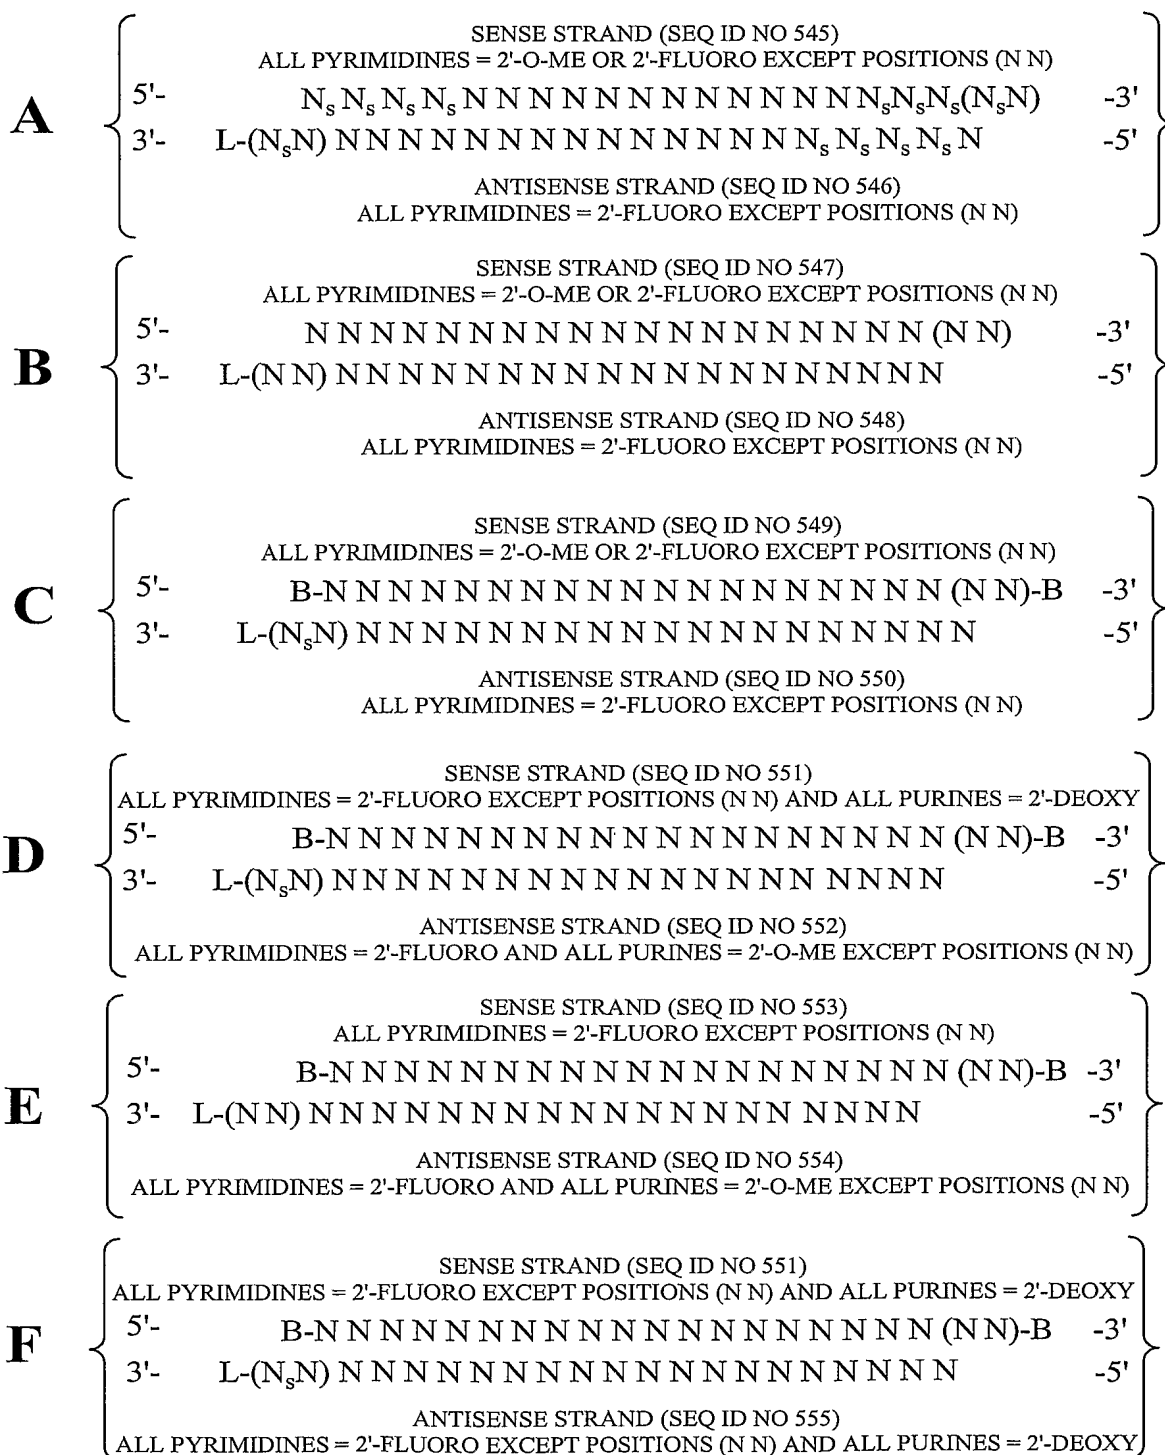 A
SENSE STRAND (SEQ ID NO 545)
ALL PYRIMIDINES = 2'-O-ME OR 2'-FLUORO EXCEPT POSITIONS (N N)
5'- NₛNₛNₛNₛN N N N N N N N N N N N NₛNₛNₛ(NₛN) -3'
3'- L-(NₛN) N N N N N N N N N N N N N N NₛNₛNₛNₛN -5'
ANTISENSE STRAND (SEQ ID NO 546)
ALL PYRIMIDINES = 2'-FLUORO EXCEPT POSITIONS (N N)
B
SENSE STRAND (SEQ ID NO 547)
ALL PYRIMIDINES = 2'-O-ME OR 2'-FLUORO EXCEPT POSITIONS (N N)
5'- N N N N N N N N N N N N N N N N N N N (N N) -3'
3'- L-(N N) N N N N N N N N N N N N N N N N N N N -5'
ANTISENSE STRAND (SEQ ID NO 548)
ALL PYRIMIDINES = 2'-FLUORO EXCEPT POSITIONS (N N)
C
SENSE STRAND (SEQ ID NO 549)
ALL PYRIMIDINES = 2'-O-ME OR 2'-FLUORO EXCEPT POSITIONS (N N)
5'- B-N N N N N N N N N N N N N N N N N N N (N N)-B -3'
3'- L-(NₛN) N N N N N N N N N N N N N N N N N N N -5'
ANTISENSE STRAND (SEQ ID NO 550)
ALL PYRIMIDINES = 2'-FLUORO EXCEPT POSITIONS (N N)
D
SENSE STRAND (SEQ ID NO 551)
ALL PYRIMIDINES = 2'-FLUORO EXCEPT POSITIONS (N N) AND ALL PURINES = 2'-DEOXY
5'- B-N N N N N N N N N N N N N N N N N N N (N N)-B -3'
3'- L-(NₛN) N N N N N N N N N N N N N N N N N N N -5'
ANTISENSE STRAND (SEQ ID NO 552)
ALL PYRIMIDINES = 2'-FLUORO AND ALL PURINES = 2'-O-ME EXCEPT POSITIONS (N N)
E
SENSE STRAND (SEQ ID NO 553)
ALL PYRIMIDINES = 2'-FLUORO EXCEPT POSITIONS (N N)
5'- B-N N N N N N N N N N N N N N N N N N N (N N)-B -3'
3'- L-(N N) N N N N N N N N N N N N N N N N N N N -5'
ANTISENSE STRAND (SEQ ID NO 554)
ALL PYRIMIDINES = 2'-FLUORO AND ALL PURINES = 2'-O-ME EXCEPT POSITIONS (N N)
F
SENSE STRAND (SEQ ID NO 551)
ALL PYRIMIDINES = 2'-FLUORO EXCEPT POSITIONS (N N) AND ALL PURINES = 2'-DEOXY
5'- B-N N N N N N N N N N N N N N N N N N N (N N)-B -3'
3'- L-(NₛN) N N N N N N N N N N N N N N N N N N N -5'
ANTISENSE STRAND (SEQ ID NO 555)
ALL PYRIMIDINES = 2'-FLUORO EXCEPT POSITIONS (N N) AND ALL PURINES = 2'-DEOXY